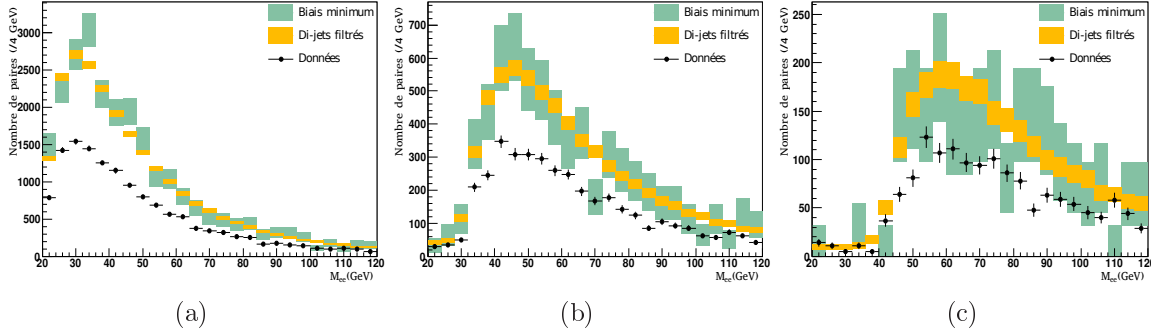 Nombre de paires (/4 GeV)
3000
2500
2000
1500
1000
500
0
20 30 40 50 60 70 80 90 100 110 120
M_ee(GeV)
Biais minimum
Di-jets filtrés
Données
(a)
Nombre de paires (/4 GeV)
700
600
500
400
300
200
100
0
20 30 40 50 60 70 80 90 100 110 120
M_ee(GeV)
Biais minimum
Di-jets filtrés
Données
(b)
Nombre de paires (/4 GeV)
250
200
150
100
50
0
20 30 40 50 60 70 80 90 100 110 120
M_ee(GeV)
Biais minimum
Di-jets filtrés
Données
(c)